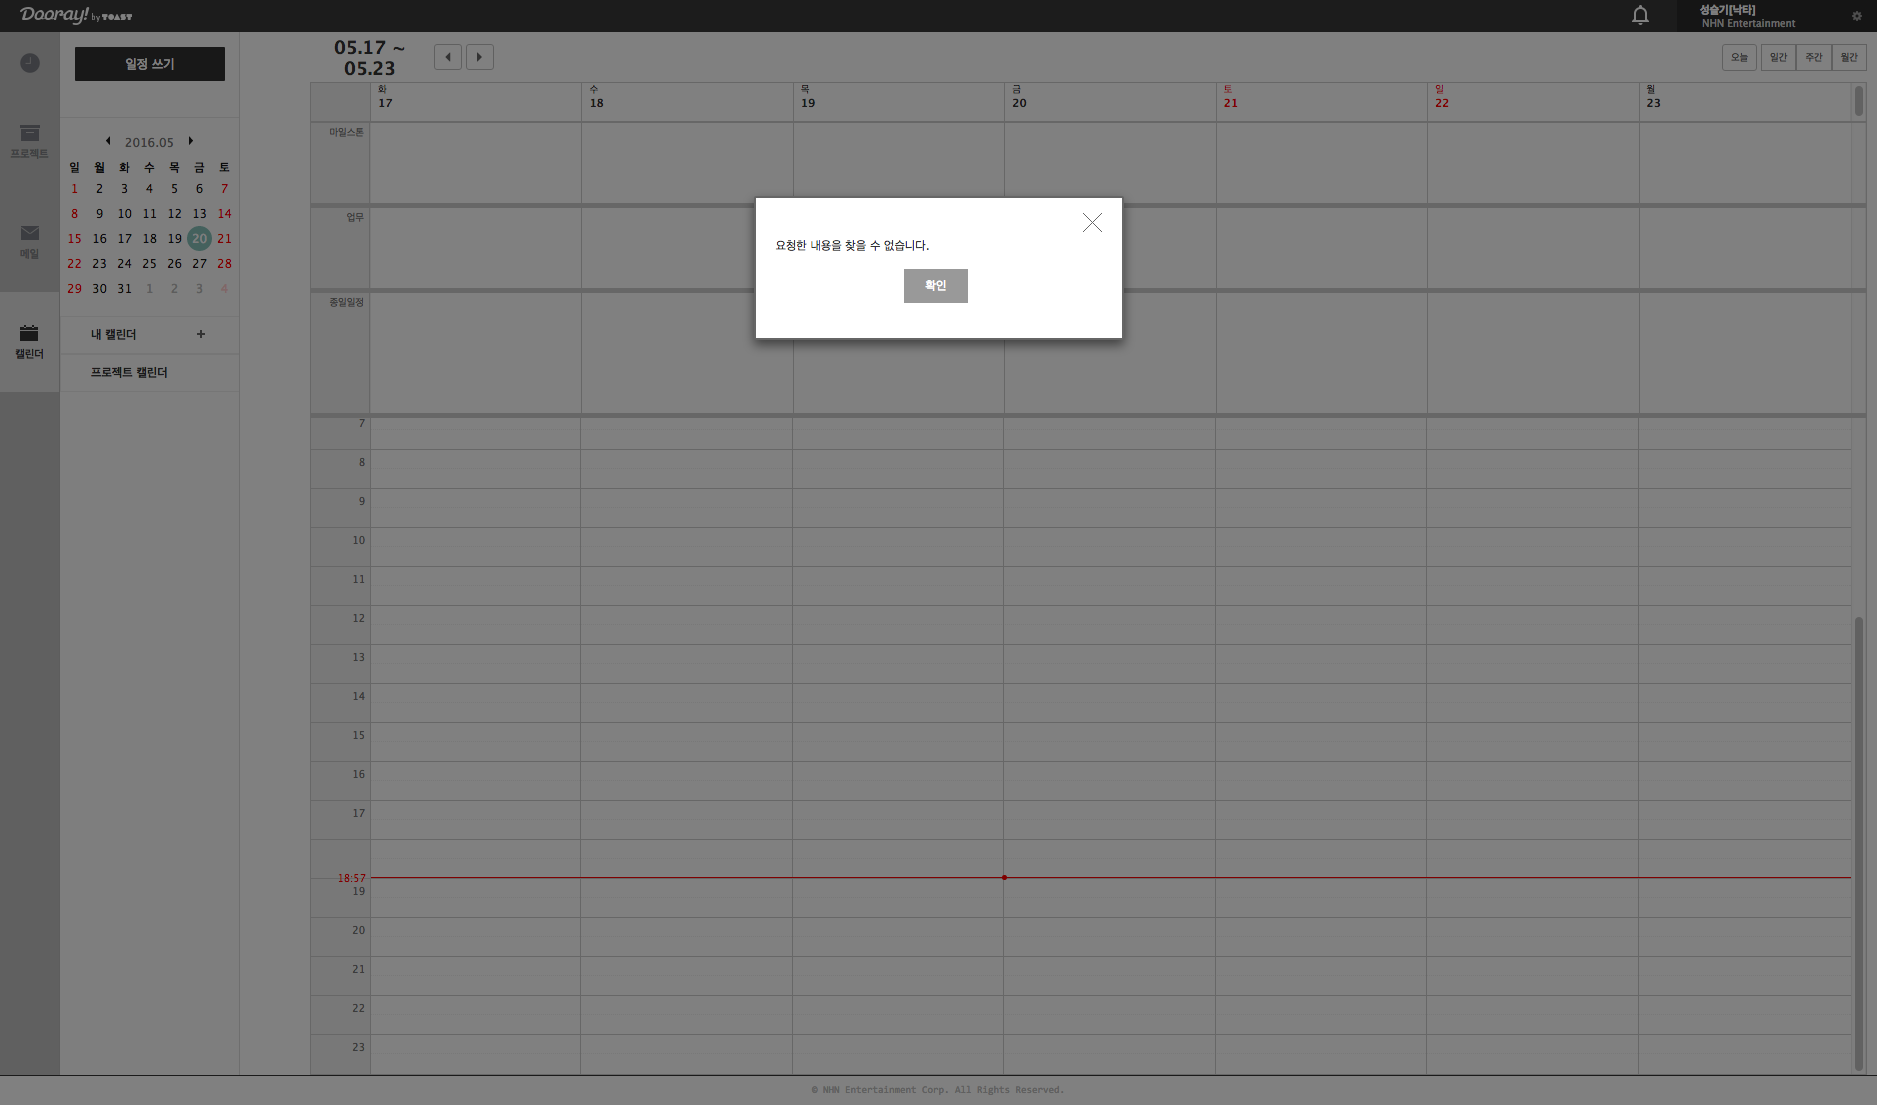 Dooray! by TOAST
성슬기[낙타]
NHN Entertainment
일정 쓰기
프로젝트
메일
캘린더
2016.05
일 월 화 수 목 금 토
1 2 3 4 5 6 7
8 9 10 11 12 13 14
15 16 17 18 19 20 21
22 23 24 25 26 27 28
29 30 31 1 2 3 4
내 캘린더 +
프로젝트 캘린더
05.17 ~
05.23
오늘 일간 주간 월간
화 수 목 금 토 일 월
17 18 19 20 21 22 23
마일스톤
업무
종일일정
요청한 내용을 찾을 수 없습니다.
확인
7
8
9
10
11
12
13
14
15
16
17
18:57
19
20
21
22
23
© NHN Entertainment Corp. All Rights Reserved.